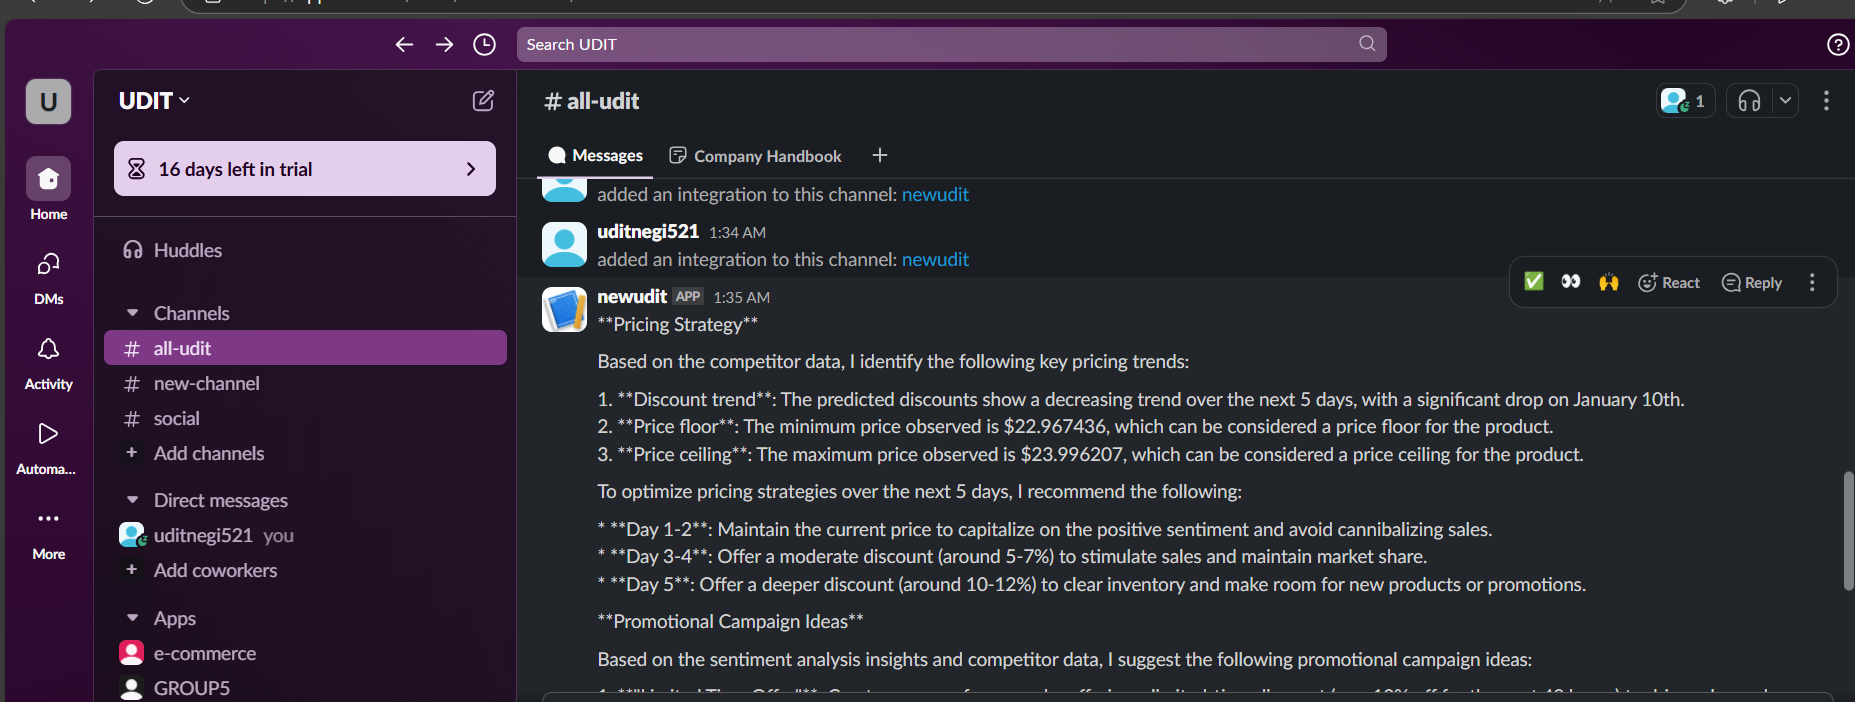 Search UDIT
U
UDIT
# all-udit
1
16 days left in trial
Messages
Company Handbook
Home
added an integration to this channel: newudit
uditnegi521 1:34 AM
added an integration to this channel: newudit
Huddles
DMs
React
Reply
newudit APP 1:35 AM
**Pricing Strategy**
Channels
# all-udit
# new-channel
# social
+ Add channels
Activity
Based on the competitor data, I identify the following key pricing trends:
1. **Discount trend**: The predicted discounts show a decreasing trend over the next 5 days, with a significant drop on January 10th.
2. **Price floor**: The minimum price observed is $22.967436, which can be considered a price floor for the product.
3. **Price ceiling**: The maximum price observed is $23.996207, which can be considered a price ceiling for the product.
Automa...
Direct messages
uditnegi521 you
+ Add coworkers
More
To optimize pricing strategies over the next 5 days, I recommend the following:
* **Day 1-2**: Maintain the current price to capitalize on the positive sentiment and avoid cannibalizing sales.
* **Day 3-4**: Offer a moderate discount (around 5-7%) to stimulate sales and maintain market share.
* **Day 5**: Offer a deeper discount (around 10-12%) to clear inventory and make room for new products or promotions.
Apps
e-commerce
GROUP5
**Promotional Campaign Ideas**
Based on the sentiment analysis insights and competitor data, I suggest the following promotional campaign ideas: